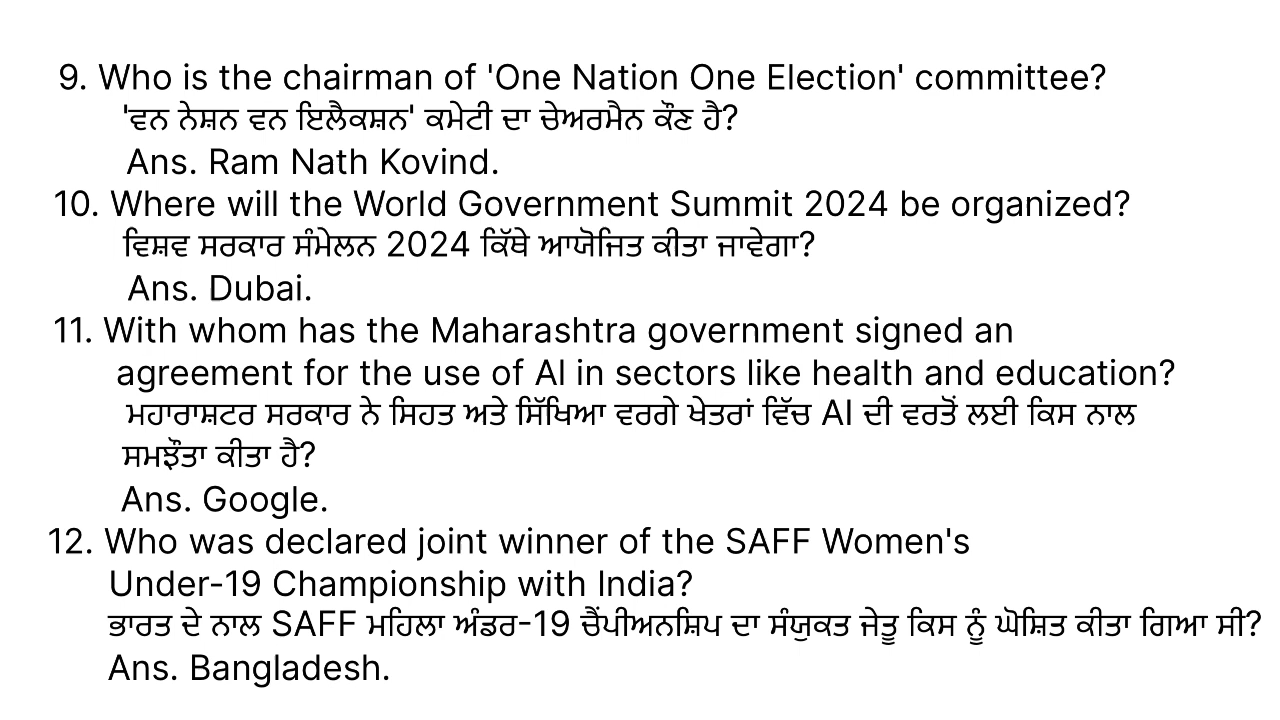 9. Who is the chairman of 'One Nation One Election' committee?
'ਵਨ ਨੇਸ਼ਨ ਵਨ ਇਲੈਕਸ਼ਨ' ਕਮੇਟੀ ਦਾ ਚੇਅਰਮੈਨ ਕੌਣ ਹੈ?
Ans. Ram Nath Kovind.
10. Where will the World Government Summit 2024 be organized?
ਵਿਸ਼ਵ ਸਰਕਾਰ ਸੰਮੇਲਨ 2024 ਕਿੱਥੇ ਆਯੋਜਿਤ ਕੀਤਾ ਜਾਵੇਗਾ?
Ans. Dubai.
11. With whom has the Maharashtra government signed an
agreement for the use of AI in sectors like health and education?
ਮਹਾਰਾਸ਼ਟਰ ਸਰਕਾਰ ਨੇ ਸਿਹਤ ਅਤੇ ਸਿੱਖਿਆ ਵਰਗੇ ਖੇਤਰਾਂ ਵਿੱਚ AI ਦੀ ਵਰਤੋਂ ਲਈ ਕਿਸ ਨਾਲ
ਸਮਝੌਤਾ ਕੀਤਾ ਹੈ?
Ans. Google.
12. Who was declared joint winner of the SAFF Women's
Under-19 Championship with India?
ਭਾਰਤ ਦੇ ਨਾਲ SAFF ਮਹਿਲਾ ਅੰਡਰ-19 ਚੈਂਪੀਅਨਸ਼ਿਪ ਦਾ ਸੰਯੁਕਤ ਜੇਤੂ ਕਿਸ ਨੂੰ ਘੋਸ਼ਿਤ ਕੀਤਾ ਗਿਆ ਸੀ?
Ans. Bangladesh.